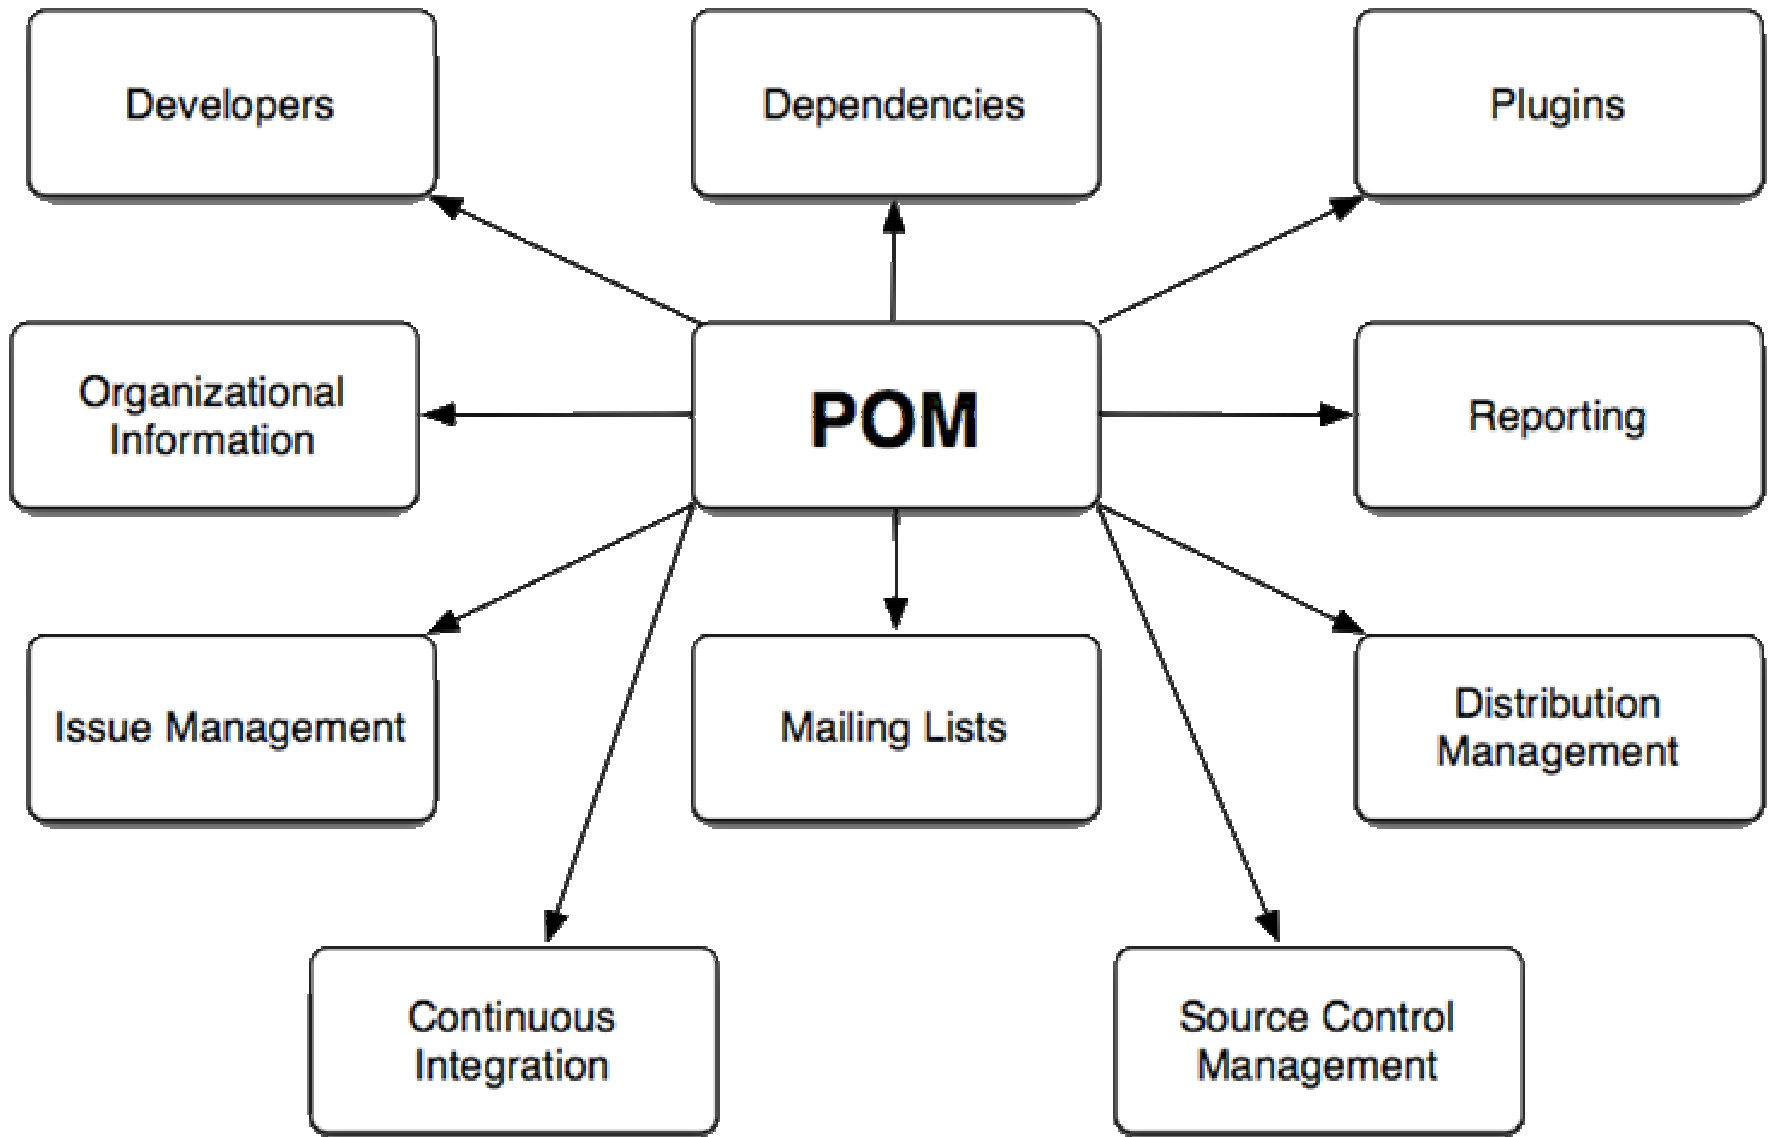 Developers
Dependencies
Plugins
Organizational
Information
POM
Reporting
Issue Management
Mailing Lists
Distribution
Management
Continuous
Integration
Source Control
Management